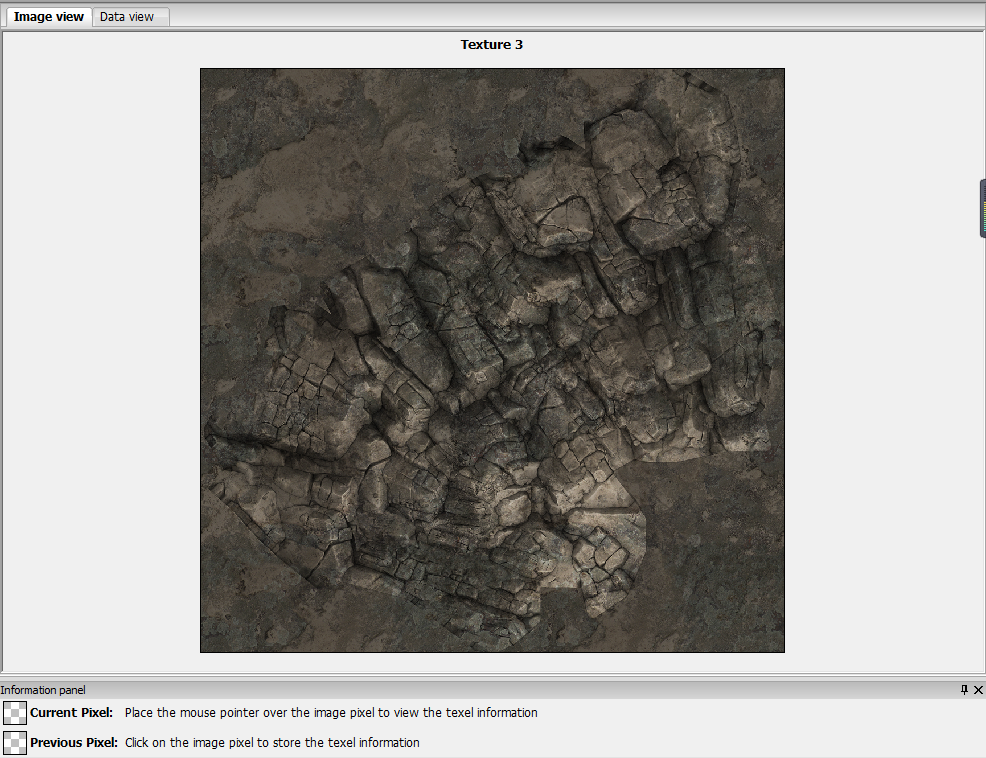 Image view
Data view
Texture 3
Information panel
Current Pixel: Place the mouse pointer over the image pixel to view the texel information
Previous Pixel: Click on the image pixel to store the texel information